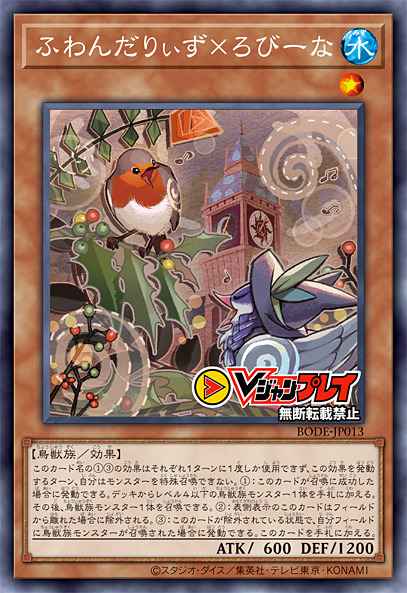 ふわんだりぃず×ろびーな
水
Vジャンプレイ
無断転載禁止
BODE-JP013
【鳥獣族／効果】
このカード名の①③の効果はそれぞれ1ターンに1度しか使用できず、この効果を発動
するターン、自分はモンスターを特殊召喚できない。①：このカードが召喚に成功した
場合に発動できる。デッキからレベル4以下の鳥獣族モンスター1体を手札に加える。
その後、鳥獣族モンスター1体を召喚できる。②：表側表示のこのカードはフィールド
から離れた場合に除外される。③：このカードが除外されている状態で、自分フィールド
に鳥獣族モンスターが召喚された場合に発動できる。このカードを手札に加える。
ATK/ 600 DEF/1200
©スタジオ・ダイス／集英社・テレビ東京・KONAMI